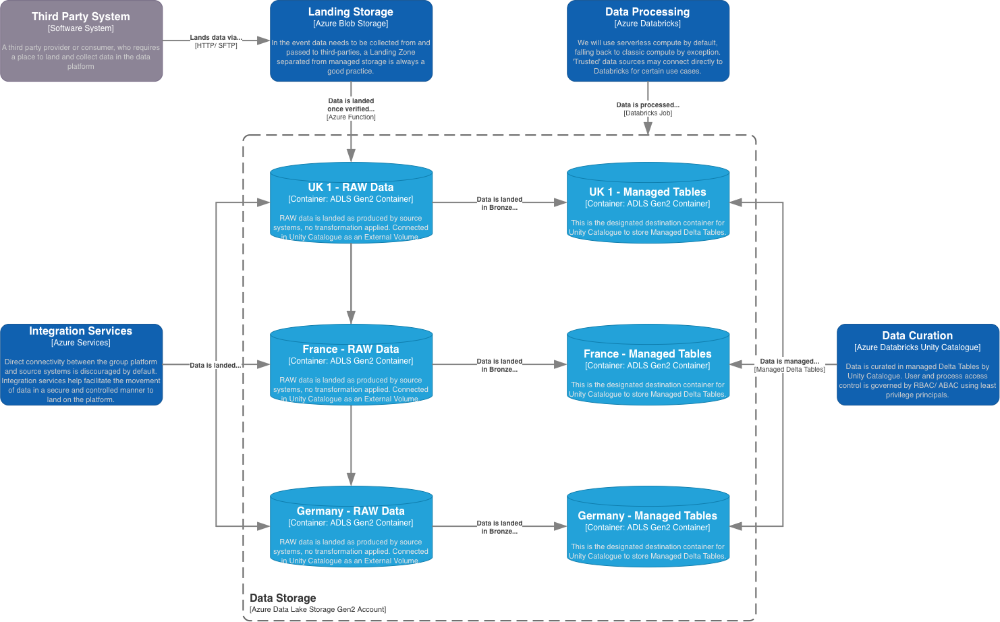 Third Party System
[Software System]
A third party provider or consumer, who requires
a place to land and collect data in the data
platform
Lands data via...
[HTTP/ SFTP]
Landing Storage
[Azure Blob Storage]
In the event data needs to be collected from and
passed to third-parties, a Landing Zone
separated from managed storage is always a
good practice.
Data Processing
[Azure Databricks]
We will use serverless compute by default,
falling back to classic compute by exception.
'Trusted' data sources may connect directly to
Databricks for certain use cases.
Data is landed
once verified...
[Azure Function]
Data is processed...
[Databricks Job]
UK 1 - RAW Data
[Container: ADLS Gen2 Container]
RAW data is landed as produced by source
systems, no transformation applied. Connected
in Unity Catalogue as an External Volume.
Data is landed
in Bronze...
UK 1 - Managed Tables
[Container: ADLS Gen2 Container]
This is the designated destination container for
Unity Catalogue to store Managed Delta Tables.
Integration Services
[Azure Services]
Direct connectivity between the group platform
and source systems is discouraged by default.
Integration services help facilitate the movement
of data in a secure and controlled manner to
land on the platform.
Data is landed...
France - RAW Data
[Container: ADLS Gen2 Container]
RAW data is landed as produced by source
systems, no transformation applied. Connected
in Unity Catalogue as an External Volume.
Data is landed
in Bronze...
France - Managed Tables
[Container: ADLS Gen2 Container]
This is the designated destination container for
Unity Catalogue to store Managed Delta Tables.
Data is managed...
[Managed Delta Tables]
Data Curation
[Azure Databricks Unity Catalogue]
Data is curated in managed Delta Tables by
Unity Catalogue. User and process access
control is governed by RBAC/ ABAC using least
privilege principals.
Germany - RAW Data
[Container: ADLS Gen2 Container]
RAW data is landed as produced by source
systems, no transformation applied. Connected
in Unity Catalogue as an External Volume.
Data is landed
in Bronze...
Germany - Managed Tables
[Container: ADLS Gen2 Container]
This is the designated destination container for
Unity Catalogue to store Managed Delta Tables.
Data Storage
[Azure Data Lake Storage Gen2 Account]